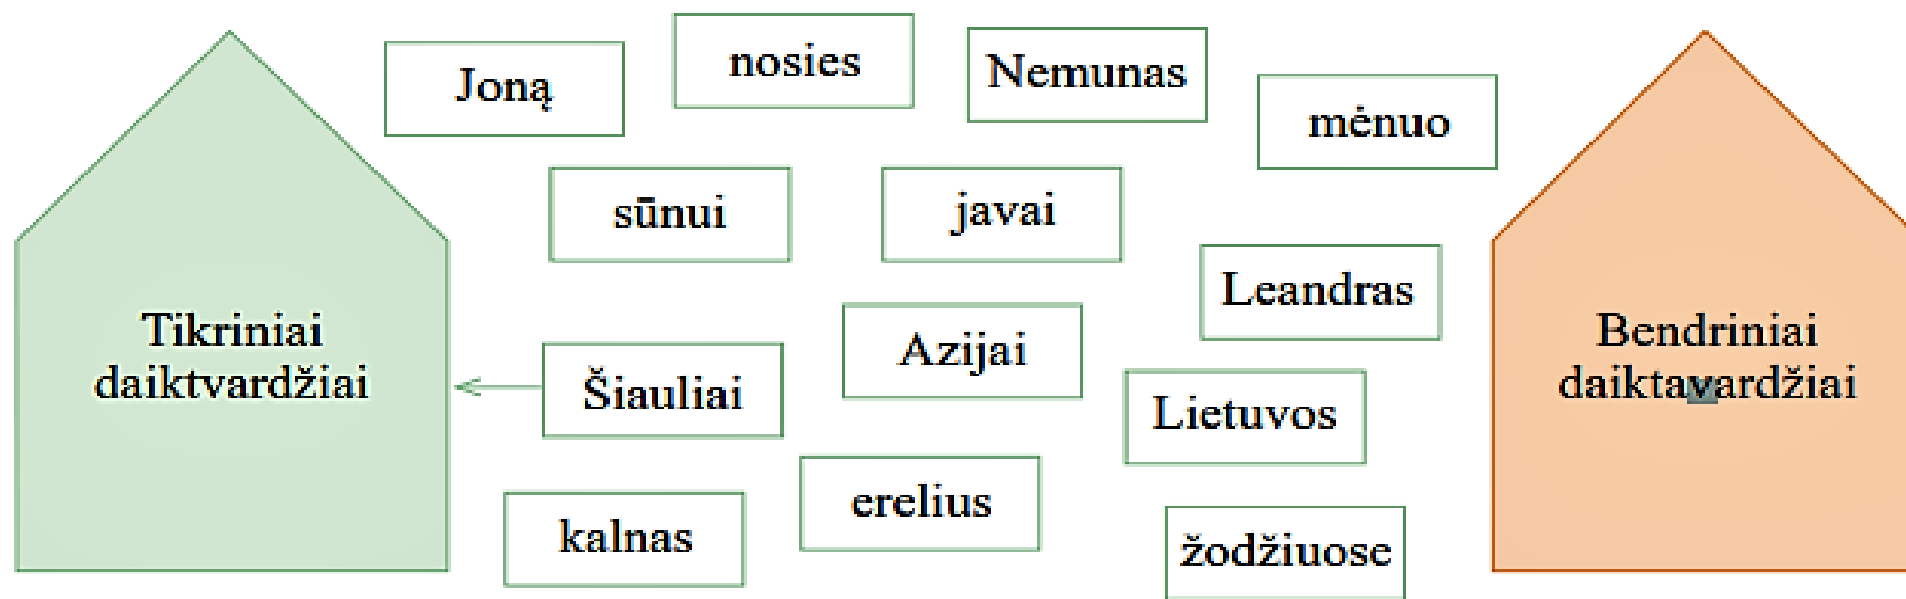 Joną
nosies
Nemunas
mėnuo
sūnui
javai
Leandras
Tikriniai
daiktvardžiai
Šiauliai
Azijai
Lietuvos
Bendriniai
daiktavardžiai
kalnas
erelius
žodžiuose